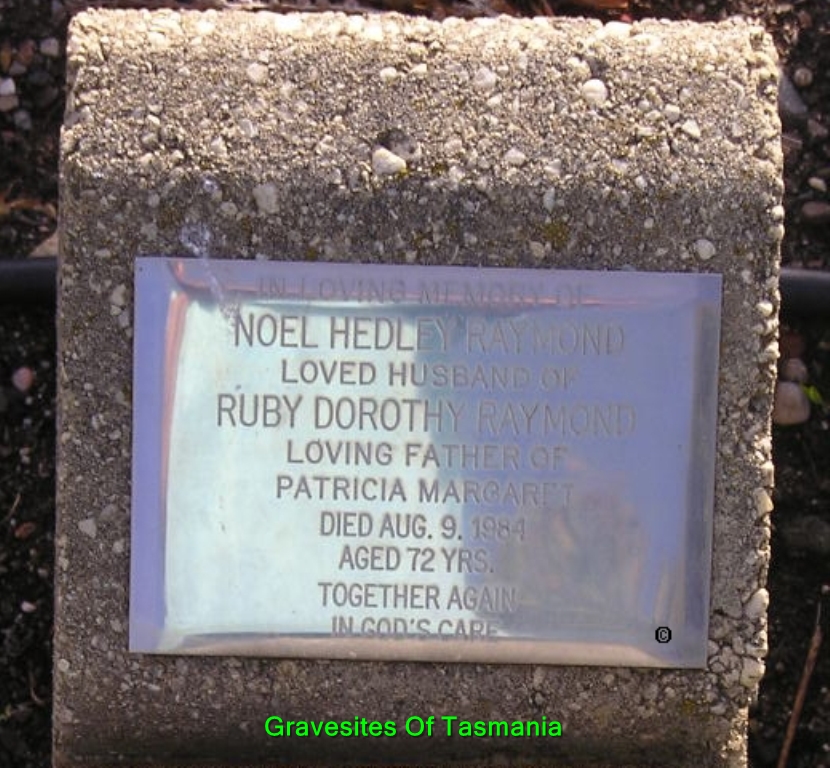 IN LOVING MEMORY OF
NOEL HEDLEY RAYMOND
LOVED HUSBAND OF
RUBY DOROTHY RAYMOND
LOVING FATHER OF
PATRICIA MARGARET
DIED AUG. 9. 1984
AGED 72 YRS.
TOGETHER AGAIN
IN GOD'S CARE
©
Gravesites Of Tasmania